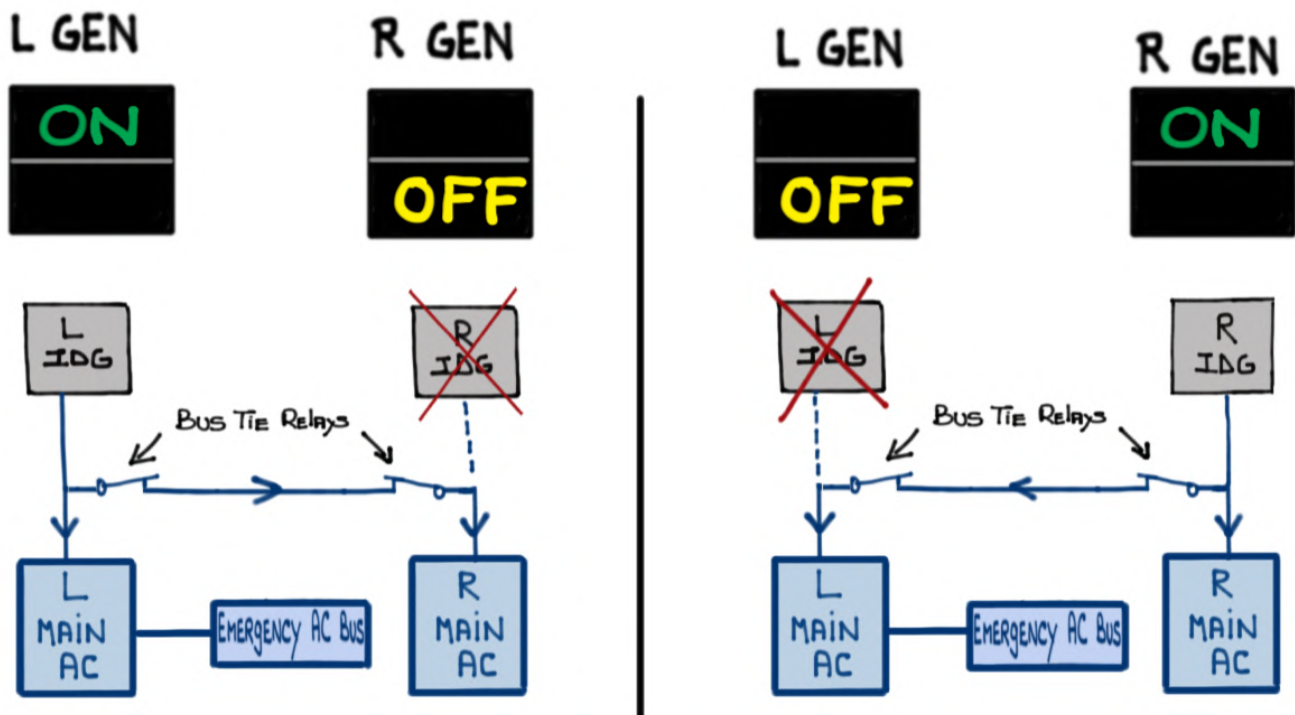 L GEN
R GEN
L GEN
R GEN
ON
OFF
OFF
ON
L
IDG
R
IDG
L
IDG
R
IDG
BUS TIE RELAYS
BUS TIE RELAYS
L
MAIN
AC
EMERGENCY AC BUS
R
MAIN
AC
L
MAIN
AC
EMERGENCY AC BUS
R
MAIN
AC